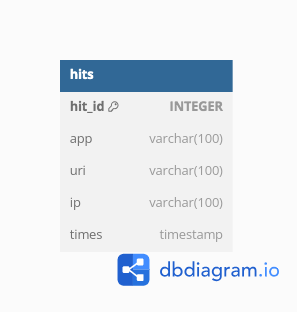 hits
hit_id INTEGER
app varchar(100)
uri varchar(100)
ip varchar(100)
times timestamp
dbdiagram.io